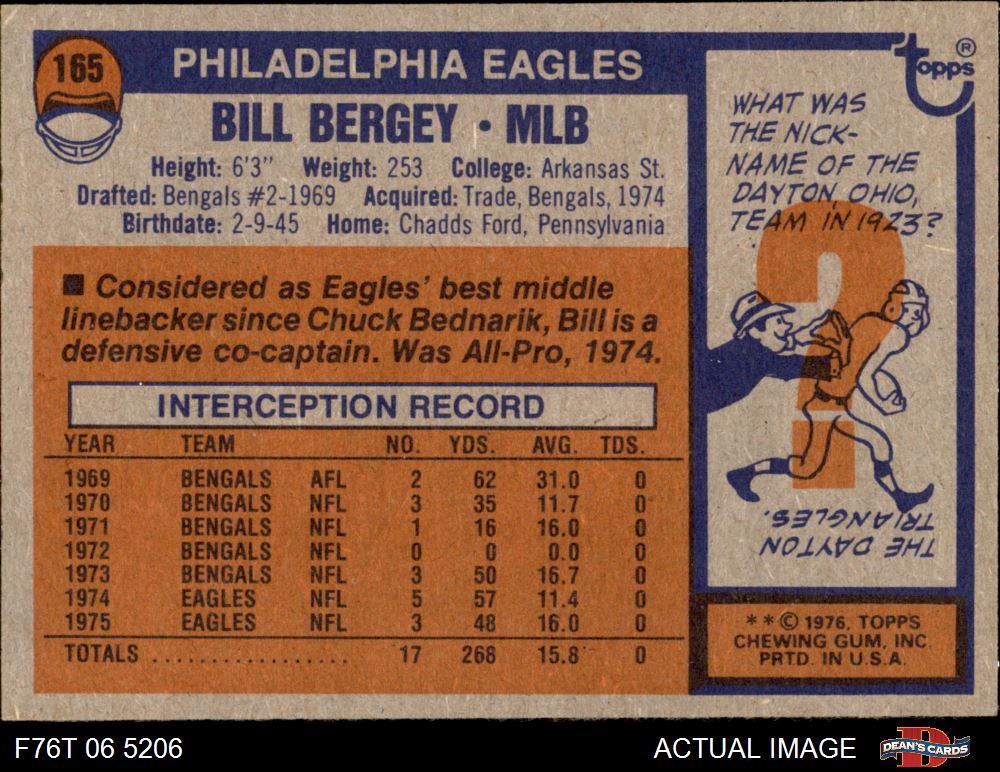 165
PHILADELPHIA EAGLES
BILL BERGEY • MLB
Height: 6'3" Weight: 253 College: Arkansas St.
Drafted: Bengals #2-1969 Acquired: Trade, Bengals, 1974
Birthdate: 2-9-45 Home: Chadds Ford, Pennsylvania
■ Considered as Eagles' best middle
linebacker since Chuck Bednarik, Bill is a
defensive co-captain. Was All-Pro, 1974.
INTERCEPTION RECORD
YEAR TEAM NO. YDS. AVG. TDS.
1969 BENGALS AFL 2 62 31.0 0
1970 BENGALS NFL 3 35 11.7 0
1971 BENGALS NFL 1 16 16.0 0
1972 BENGALS NFL 0 0 0.0 0
1973 BENGALS NFL 3 50 16.7 0
1974 EAGLES NFL 5 57 11.4 0
1975 EAGLES NFL 3 48 16.0 0
TOTALS .................. 17 268 15.8 0
topps ®
WHAT WAS
THE NICK-
NAME OF THE
DAYTON, OHIO,
TEAM IN 1923?
?
THE DAYTON
TRIANGLES.
* * © 1976, TOPPS
CHEWING GUM, INC.
PRTD. IN U.S.A.
F76T 06 5206
ACTUAL IMAGE
DEAN'S CARDS